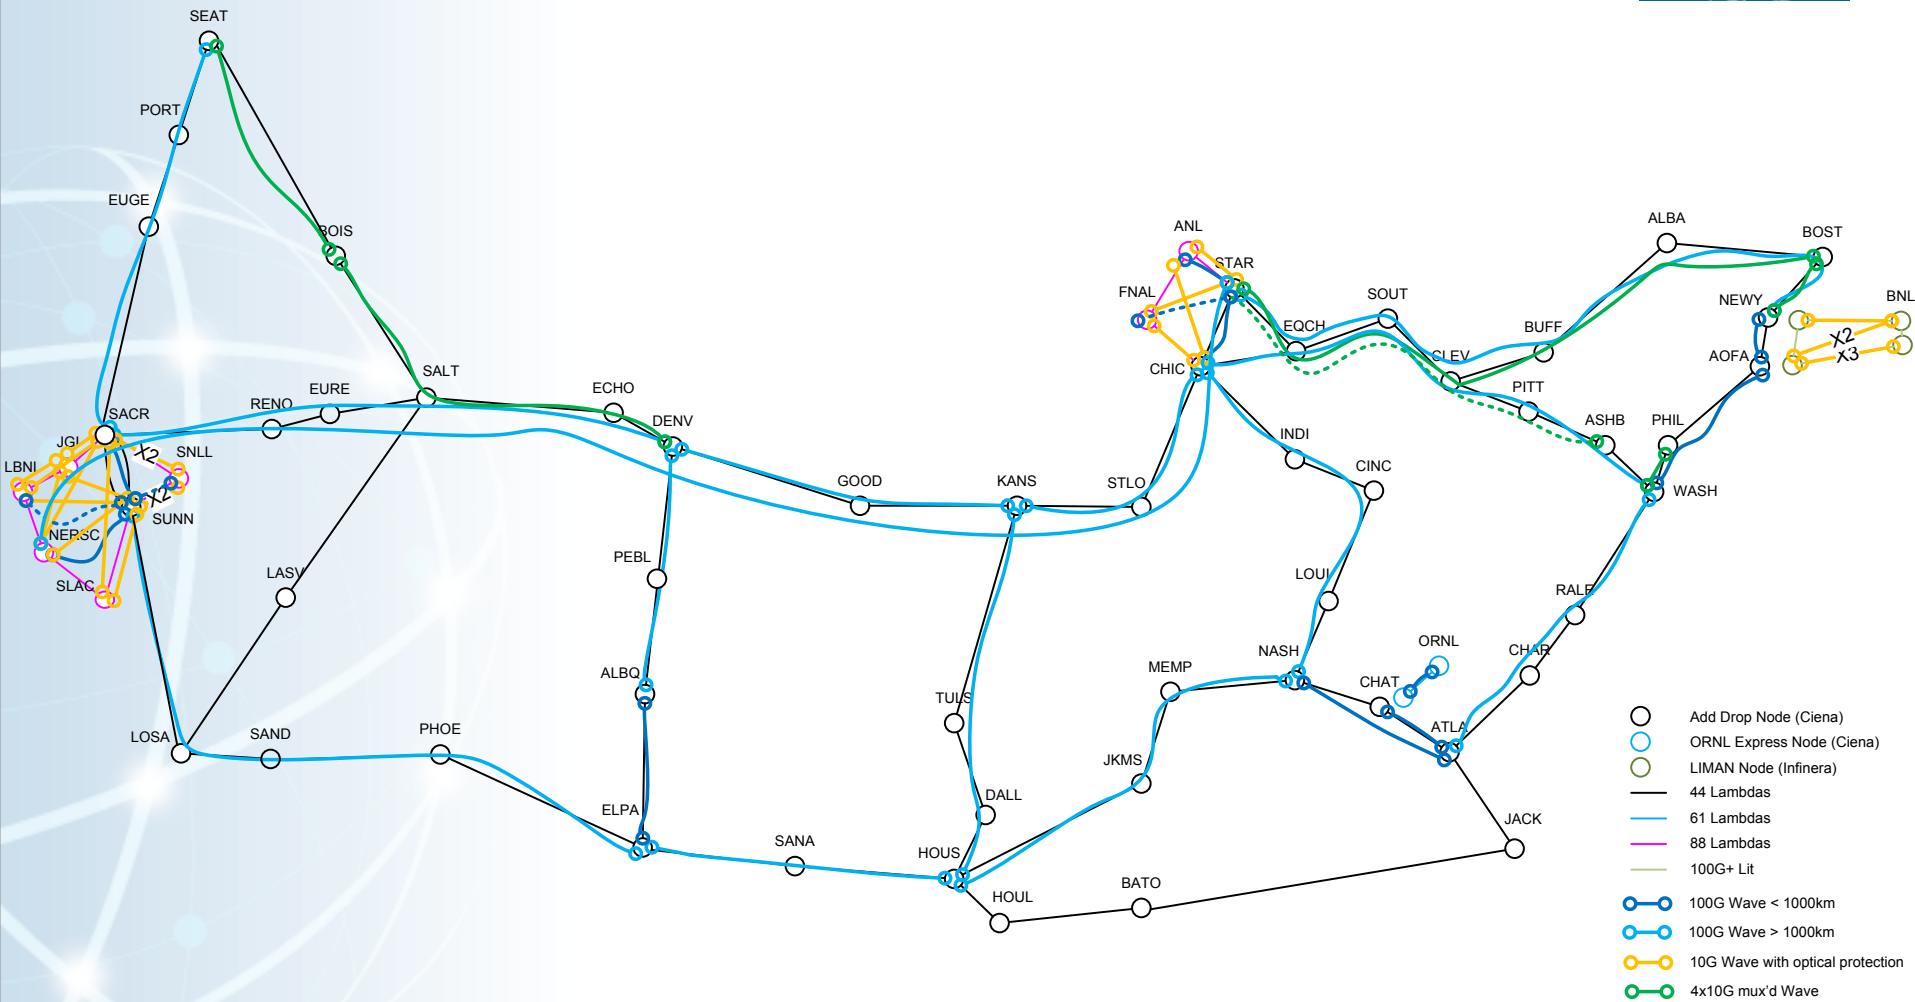 SEAT
PORT
EUGE
BOIS
ANL
STAR
FNAL
EQCH
SOUT
CLEV
BUFF
ALBA
BOST
NEWY
BNL
X2
X3
AOFA
CHIC
PITT
ASHB
PHIL
WASH
SALT
EURE
RENO
SACR
ECHO
DENV
JGI
X2
SNLL
LBNI
X2
SUNN
NERSC
SLAC
GOOD
KANS
STLO
INDI
CINC
LASV
PEBL
LOUI
RALE
CHAR
ORNL
NASH
MEMP
CHAT
ATLA
ALBQ
TULS
LOSA
SAND
PHOE
JKMS
DALL
ELPA
SANA
HOUS
HOUL
BATO
JACK
Add Drop Node (Ciena)
ORNL Express Node (Ciena)
LIMAN Node (Infinera)
44 Lambdas
61 Lambdas
88 Lambdas
100G+ Lit
100G Wave < 1000km
100G Wave > 1000km
10G Wave with optical protection
4x10G mux'd Wave